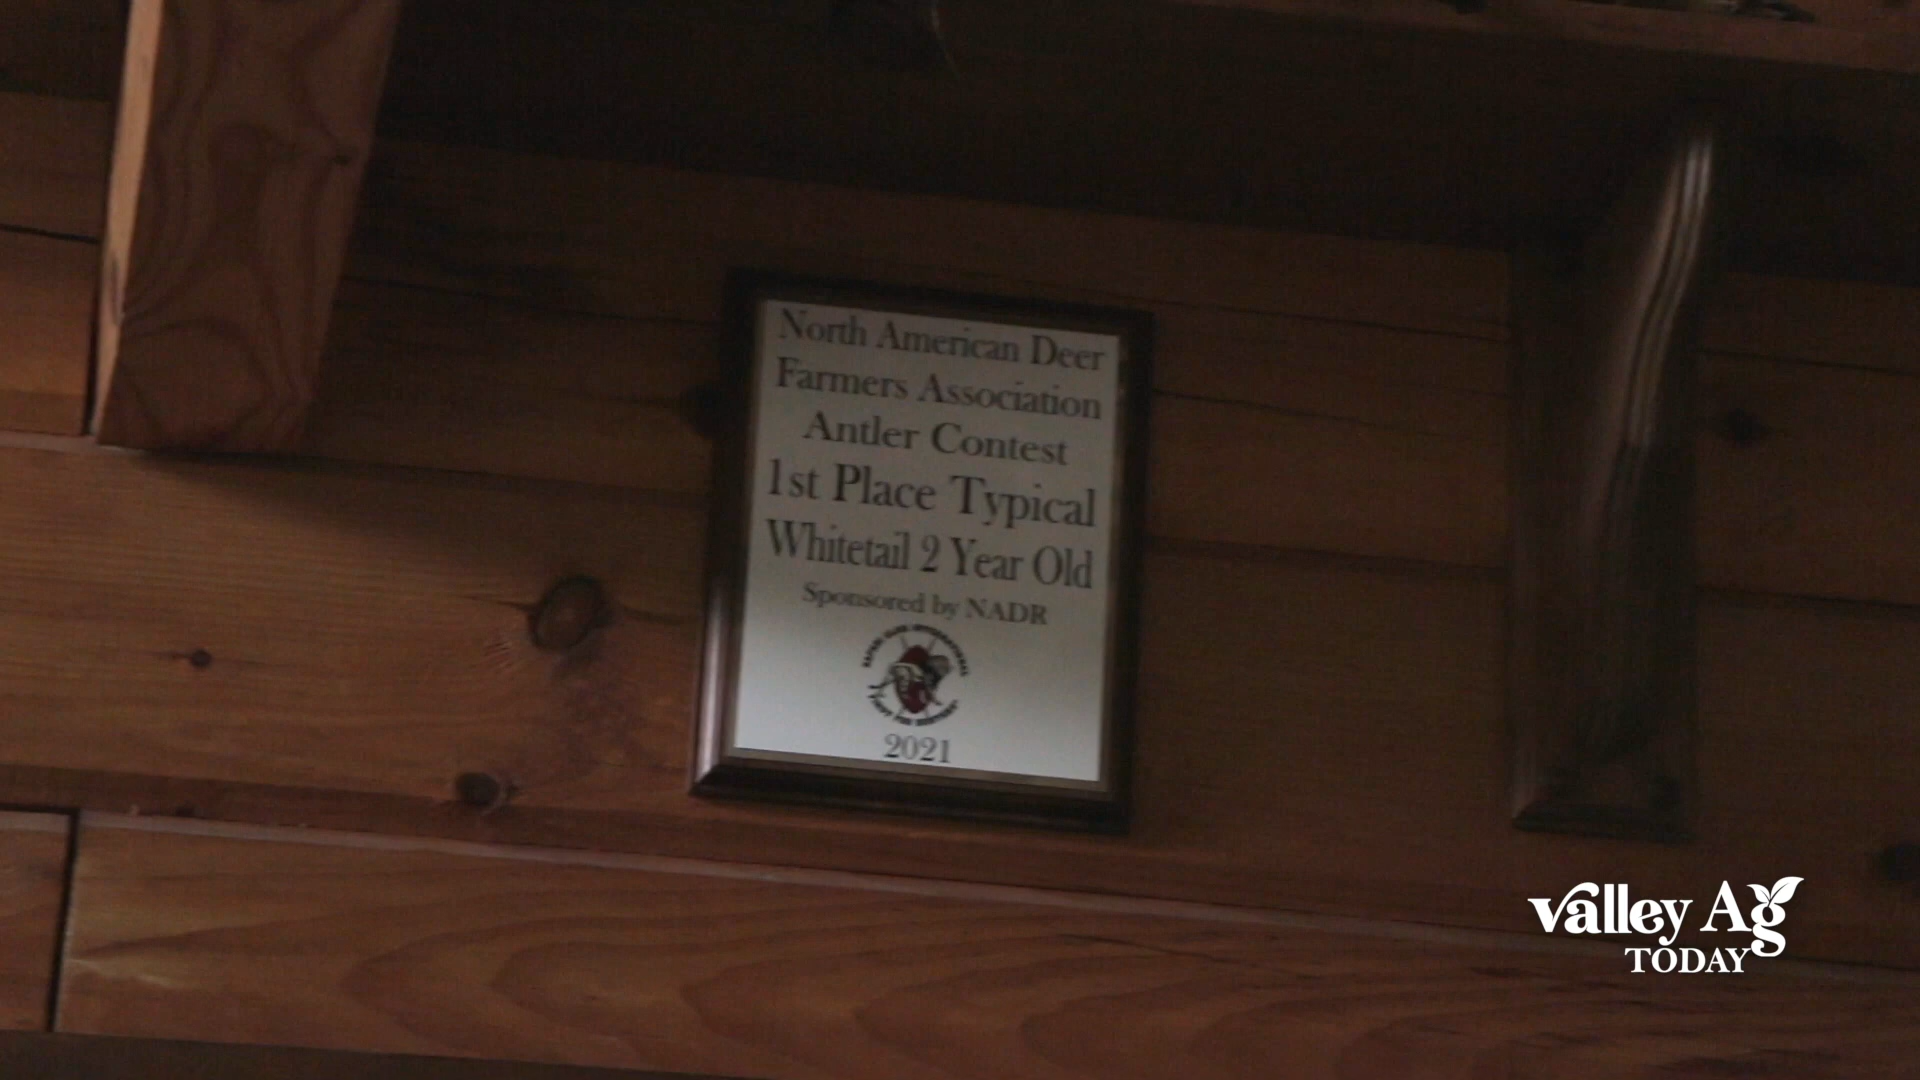 North American Deer
Farmers Association
Antler Contest
1st Place Typical
Whitetail 2 Year Old
Sponsored by NADR
2021
valley Ag
TODAY